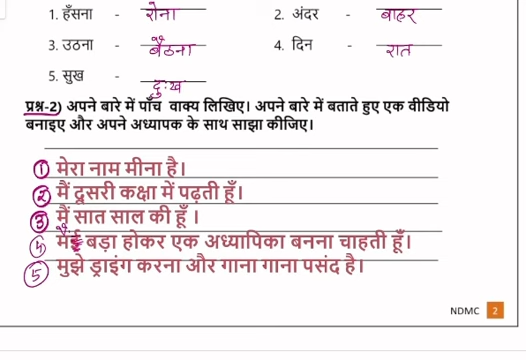 1. हँसना - रोना 2. अंदर - बाहर
3. उठना - बैठना 4. दिन - रात
5. सुख - दुःख
प्रश्न-2) अपने बारे में पाँच वाक्य लिखिए। अपने बारे में बताते हुए एक वीडियो
बनाइए और अपने अध्यापक के साथ साझा कीजिए।
① मेरा नाम मीना है।
② मैं दूसरी कक्षा में पढ़ती हूँ।
③ मैं सात साल की हूँ ।
④ मैं बड़ा होकर एक अध्यापिका बनना चाहती हूँ।
⑤ मुझे ड्राइंग करना और गाना गाना पसंद है।
NDMC 2